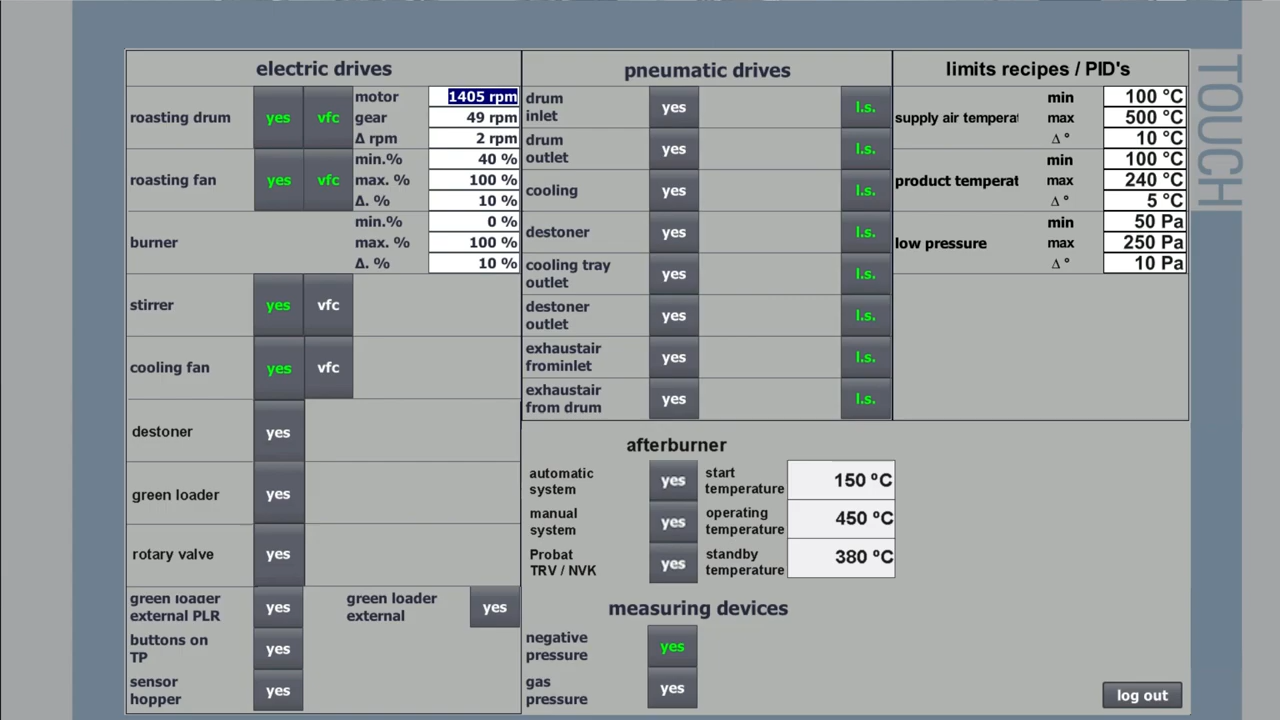 electric drives
roasting drum yes vfc motor 1405 rpm
gear 49 rpm
Δ rpm 2 rpm
roasting fan yes vfc min.% 40 %
max. % 100 %
Δ. % 10 %
burner min.% 0 %
max. % 100 %
Δ. % 10 %
stirrer yes vfc
cooling fan yes vfc
destoner yes
green loader yes
rotary valve yes
green loader
external PLR yes
green loader
external yes
buttons on
TP yes
sensor
hopper yes
pneumatic drives
drum
inlet yes l.s.
drum
outlet yes l.s.
cooling yes l.s.
destoner yes l.s.
cooling tray
outlet yes l.s.
destoner
outlet yes l.s.
exhaustair
frominlet yes l.s.
exhaustair
from drum yes l.s.
limits recipes / PID's
supply air temperat min 100 °C
max 500 °C
Δ ° 10 °C
product temperat min 100 °C
max 240 °C
Δ ° 5 °C
low pressure min 50 Pa
max 250 Pa
Δ ° 10 Pa
afterburner
automatic
system yes
start
temperature 150 °C
manual
system yes
operating
temperature 450 °C
Probat
TRV / NVK yes
standby
temperature 380 °C
measuring devices
negative
pressure yes
gas
pressure yes
log out
TOUCH